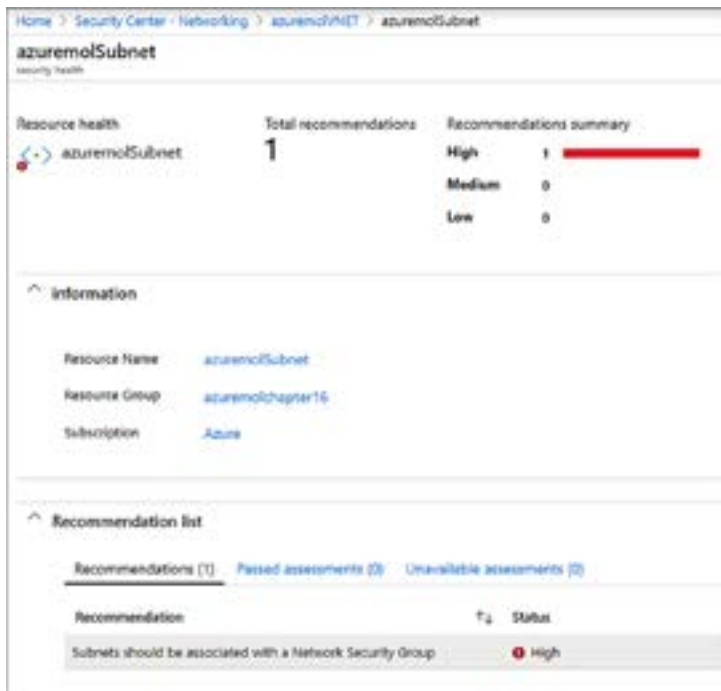 Home > Security Center - Networking > azuremolVNET > azuremolSubnet
azuremolSubnet
security health
Resource health
Total recommendations
Recommendations summary
azuremolSubnet
1
High 1
Medium 0
Low 0
Information
Resource Name azuremolSubnet
Resource Group azuremolchapter16
Subscription Azure
Recommendation list
Recommendations (1) Passed assessments (0) Unavailable assessments (0)
Recommendation ↑↓ Status
Subnets should be associated with a Network Security Group High